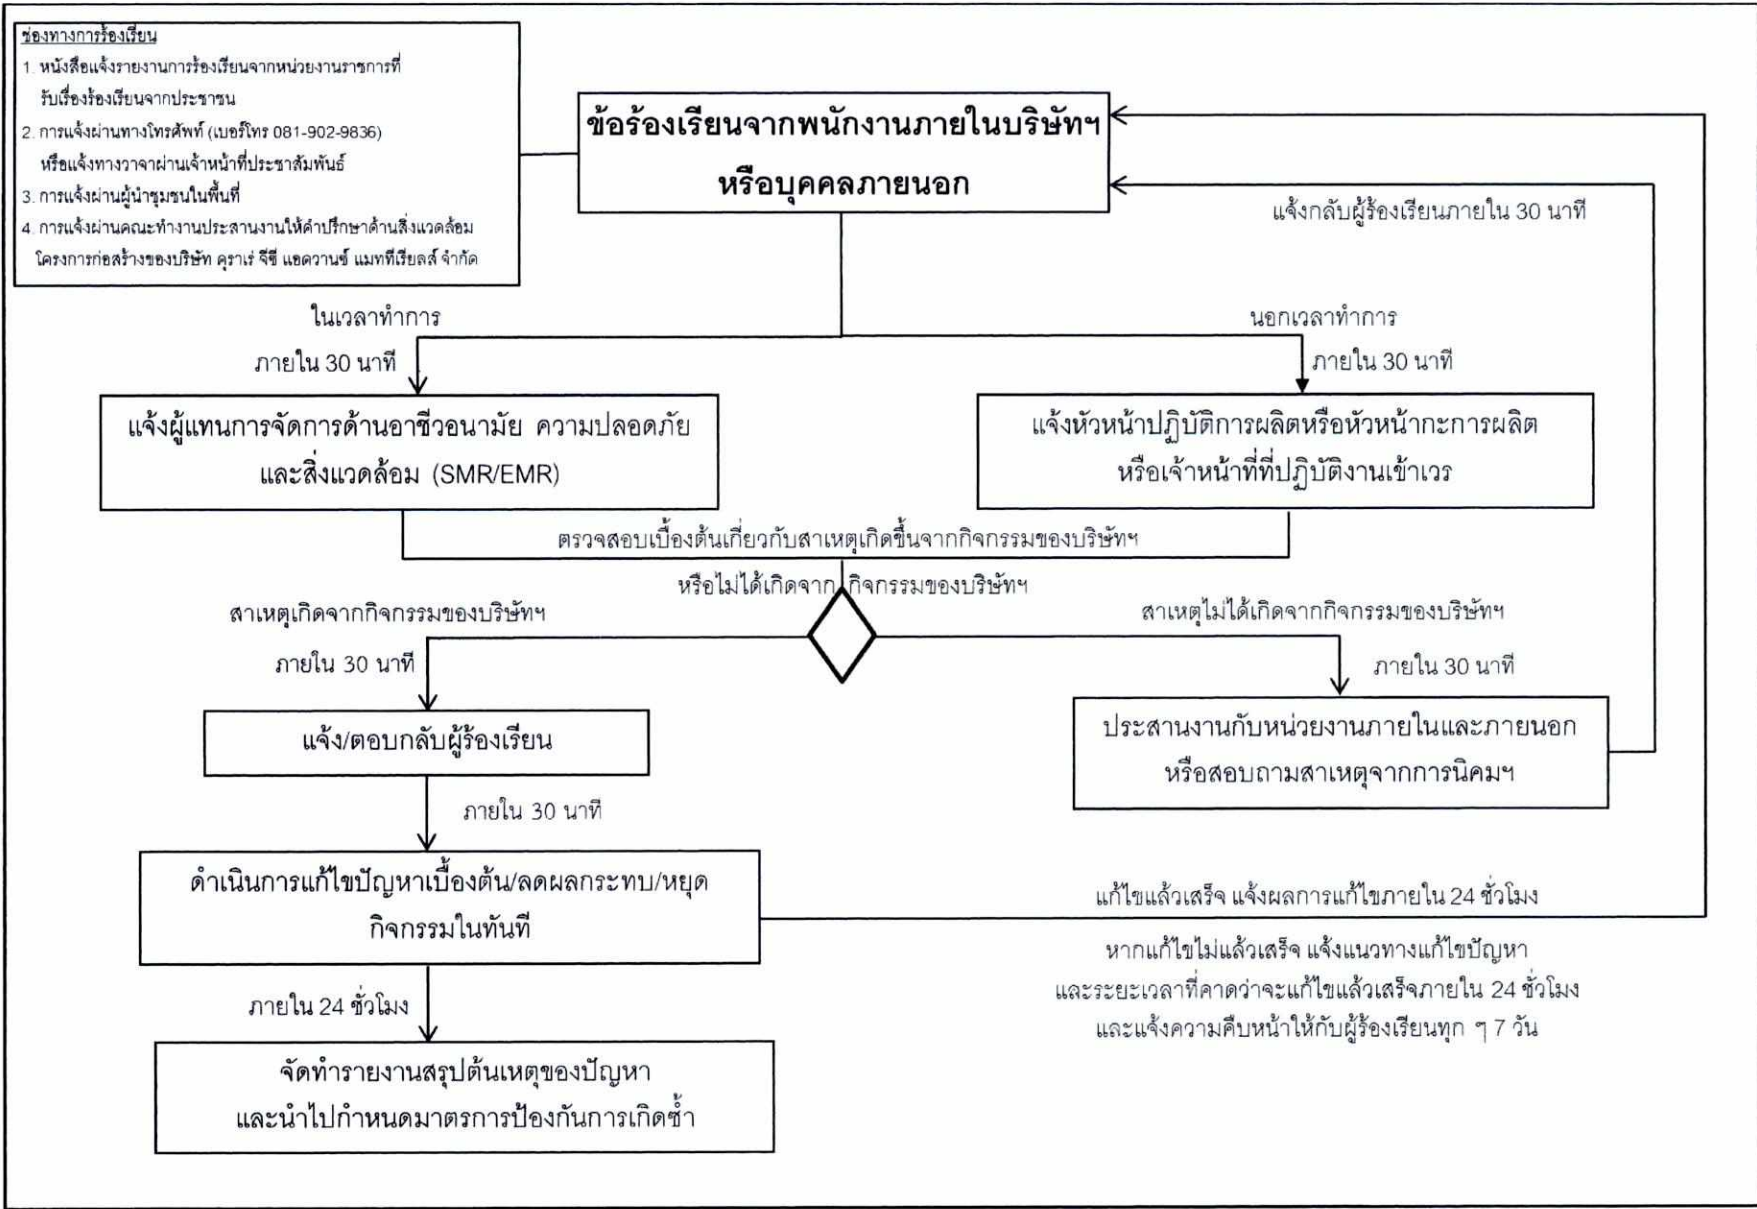 ช่องทางการร้องเรียน
1. หนังสือแจ้งรายงานการร้องเรียนจากหน่วยงานราชการที่
รับเรื่องร้องเรียนจากประชาชน
2. การแจ้งผ่านทางโทรศัพท์ (เบอร์โทร 081-902-9836)
หรือแจ้งทางวาจาผ่านเจ้าหน้าที่ประชาสัมพันธ์
3. การแจ้งผ่านผู้นำชุมชนในพื้นที่
4. การแจ้งผ่านคณะทำงานประสานงานให้คำปรึกษาด้านสิ่งแวดล้อม
โครงการก่อสร้างของบริษัท คุราเร่ จีซี แอดวานซ์ แมททีเรียลส์ จำกัด
ข้อร้องเรียนจากพนักงานภายในบริษัทฯ
หรือบุคคลภายนอก
แจ้งกลับผู้ร้องเรียนภายใน 30 นาที
ในเวลาทำการ
นอกเวลาทำการ
ภายใน 30 นาที
ภายใน 30 นาที
แจ้งผู้แทนการจัดการด้านอาชีวอนามัย ความปลอดภัย
และสิ่งแวดล้อม (SMR/EMR)
แจ้งหัวหน้าปฏิบัติการผลิตหรือหัวหน้ากะการผลิต
หรือเจ้าหน้าที่ที่ปฏิบัติงานเข้าเวร
ตรวจสอบเบื้องต้นเกี่ยวกับสาเหตุเกิดขึ้นจากกิจกรรมของบริษัทฯ
หรือไม่ได้เกิดจาก กิจกรรมของบริษัทฯ
สาเหตุเกิดจากกิจกรรมของบริษัทฯ
สาเหตุไม่ได้เกิดจากกิจกรรมของบริษัทฯ
ภายใน 30 นาที
ภายใน 30 นาที
แจ้ง/ตอบกลับผู้ร้องเรียน
ประสานงานกับหน่วยงานภายในและภายนอก
หรือสอบถามสาเหตุจากการนิคมฯ
ภายใน 30 นาที
ดำเนินการแก้ไขปัญหาเบื้องต้น/ลดผลกระทบ/หยุด
กิจกรรมในทันที
แก้ไขแล้วเสร็จ แจ้งผลการแก้ไขภายใน 24 ชั่วโมง
หากแก้ไขไม่แล้วเสร็จ แจ้งแนวทางแก้ไขปัญหา
และระยะเวลาที่คาดว่าจะแก้ไขแล้วเสร็จภายใน 24 ชั่วโมง
และแจ้งความคืบหน้าให้กับผู้ร้องเรียนทุก ๆ 7 วัน
ภายใน 24 ชั่วโมง
จัดทำรายงานสรุปต้นเหตุของปัญหา
และนำไปกำหนดมาตรการป้องกันการเกิดซ้ำ